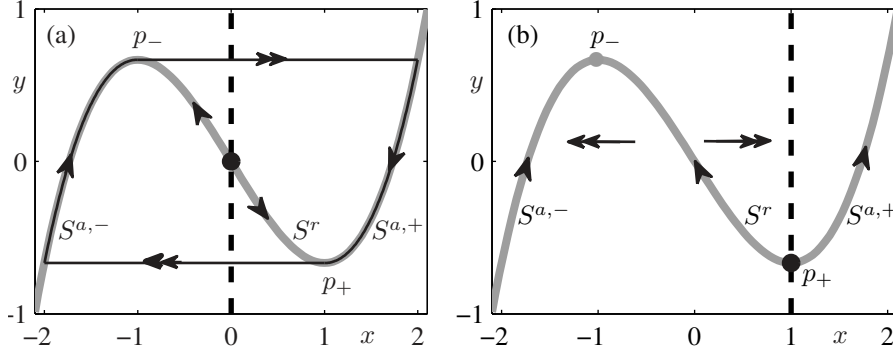 (a)
1
p₋
y
0
S^{a,-}
S^r
S^{a,+}
p₊
-1
−2 −1 0 1 x 2
(b)
1
p₋
y
0
S^{a,-}
S^r
S^{a,+}
p₊
-1
−2 −1 0 1 x 2